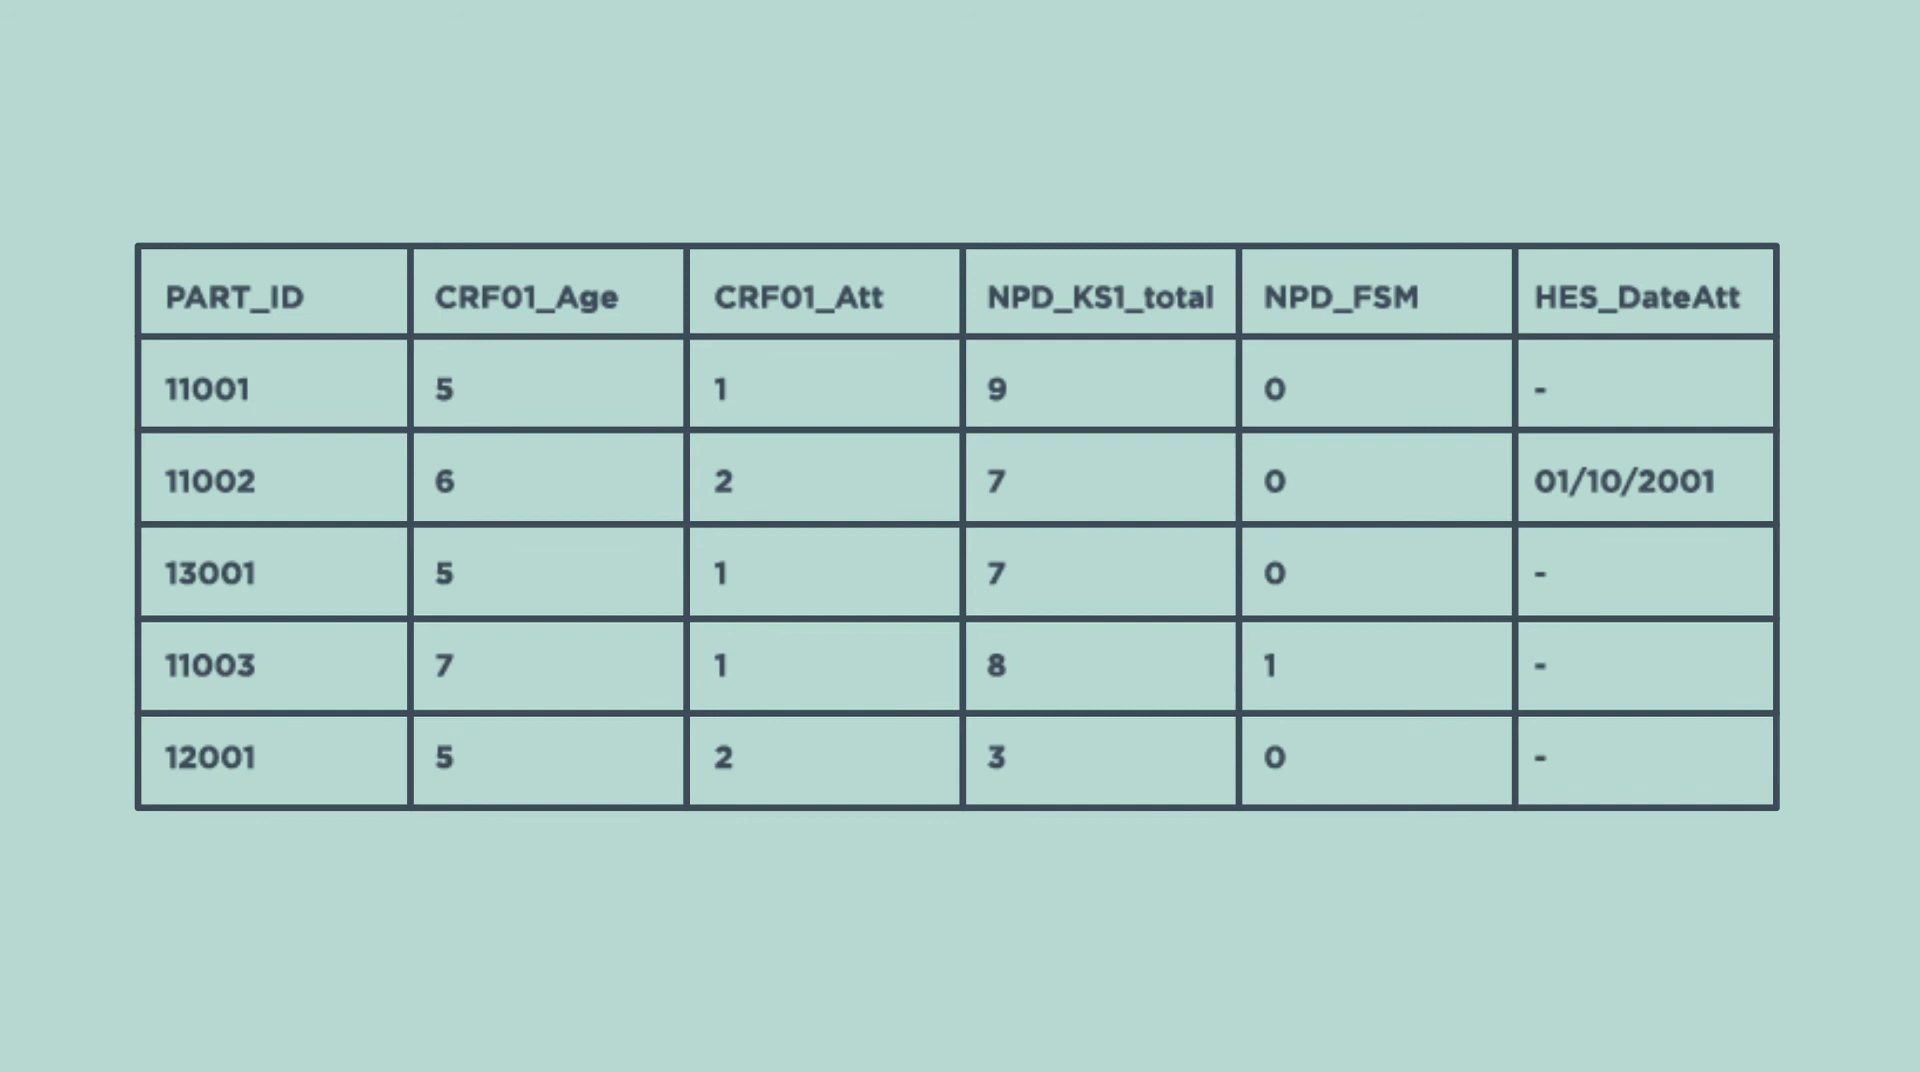 PART_ID CRF01_Age CRF01_Att NPD_KS1_total NPD_FSM HES_DateAtt
11001 5 1 9 0 -
11002 6 2 7 0 01/10/2001
13001 5 1 7 0 -
11003 7 1 8 1 -
12001 5 2 3 0 -